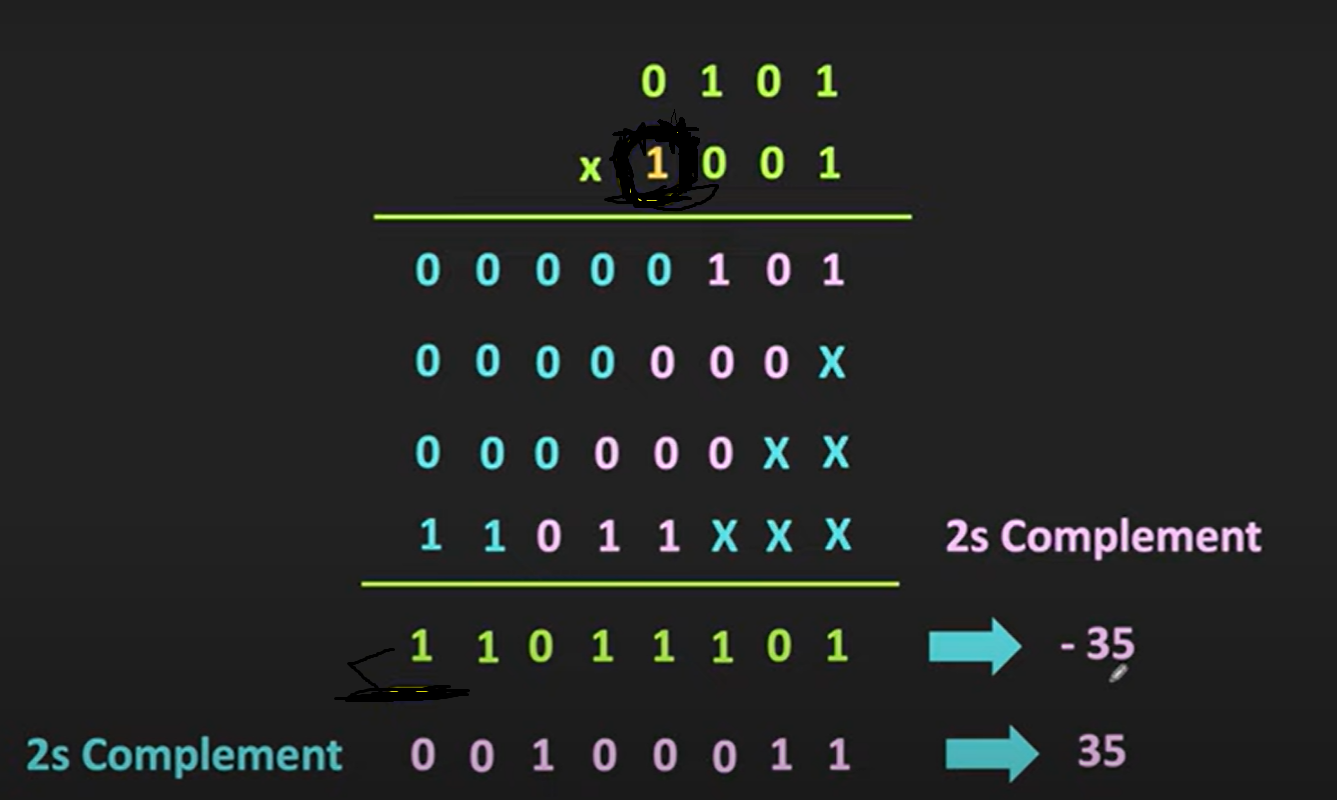 0 1 0 1
x 1 0 0 1
0 0 0 0 0 1 0 1
0 0 0 0 0 0 0 X
0 0 0 0 0 0 X X
1 1 0 1 1 X X X 2s Complement
1 1 0 1 1 1 0 1 - 35
2s Complement 0 0 1 0 0 0 1 1 35